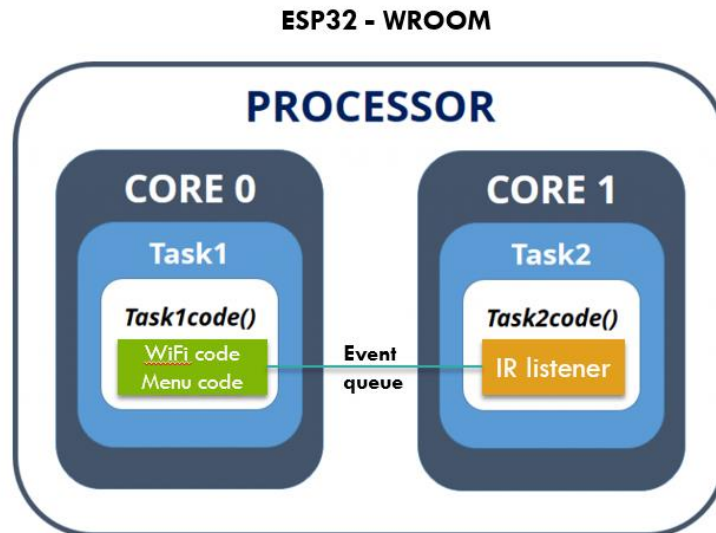 ESP32 - WROOM
PROCESSOR
CORE 0
Task1
Task1code()
WiFi code
Menu code
Event
queue
CORE 1
Task2
Task2code()
IR listener